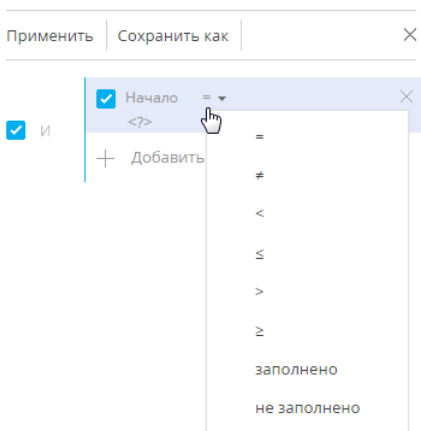 Применить Сохранить как
Начало =
<?>
И
Добавить
=
≠
<
≤
>
≥
заполнено
не заполнено